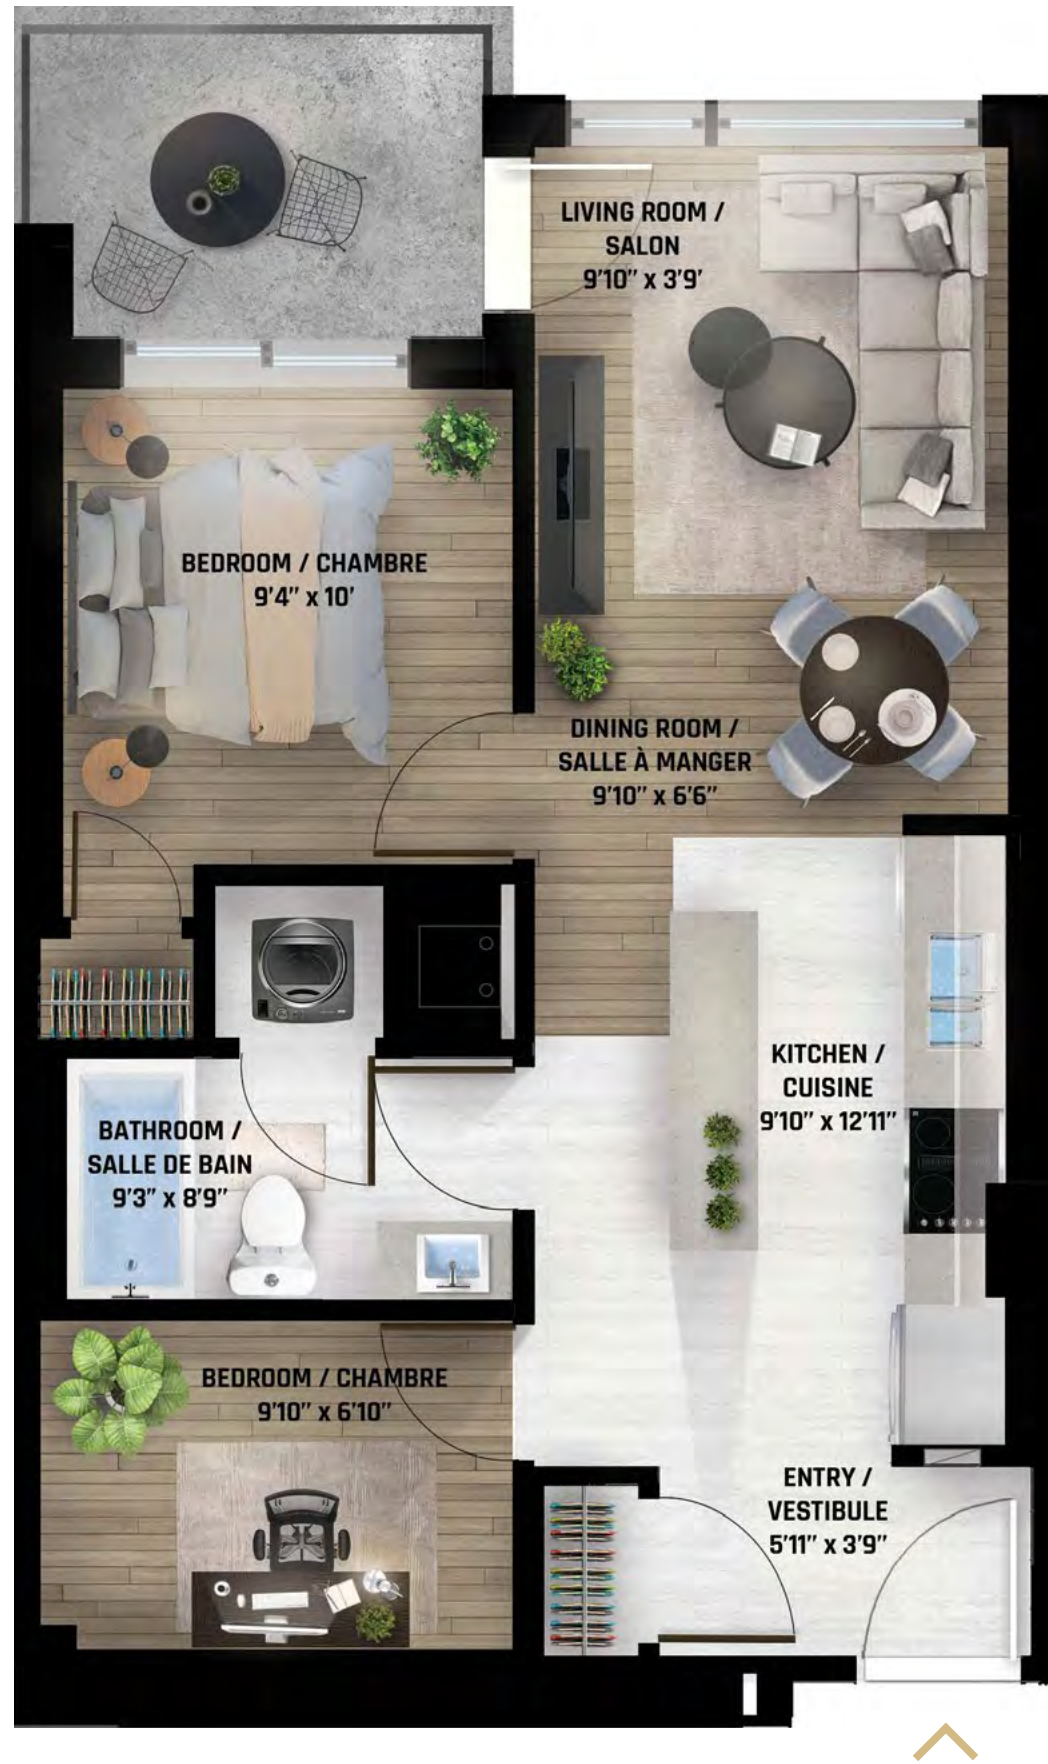 LIVING ROOM /
SALON
9'10" x 3'9'
BEDROOM / CHAMBRE
9'4" x 10'
DINING ROOM /
SALLE À MANGER
9'10" x 6'6"
KITCHEN /
CUISINE
9'10" x 12'11"
BATHROOM /
SALLE DE BAIN
9'3" x 8'9"
BEDROOM / CHAMBRE
9'10" x 6'10"
ENTRY /
VESTIBULE
5'11" x 3'9"